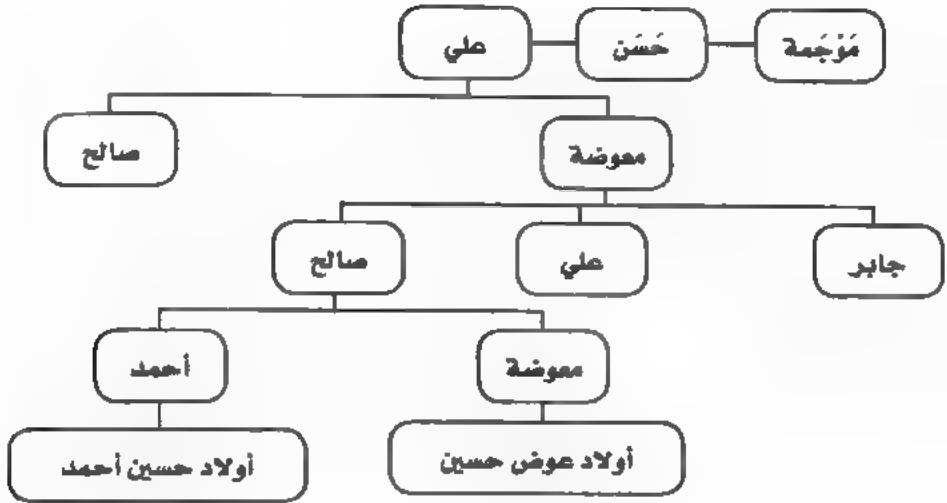 مَوْجَمة
حَسَن
علي
معوضة
صالح
جابر
علي
صالح
معوضة
أحمد
أولاد عوض حسين
أولاد حسين أحمد